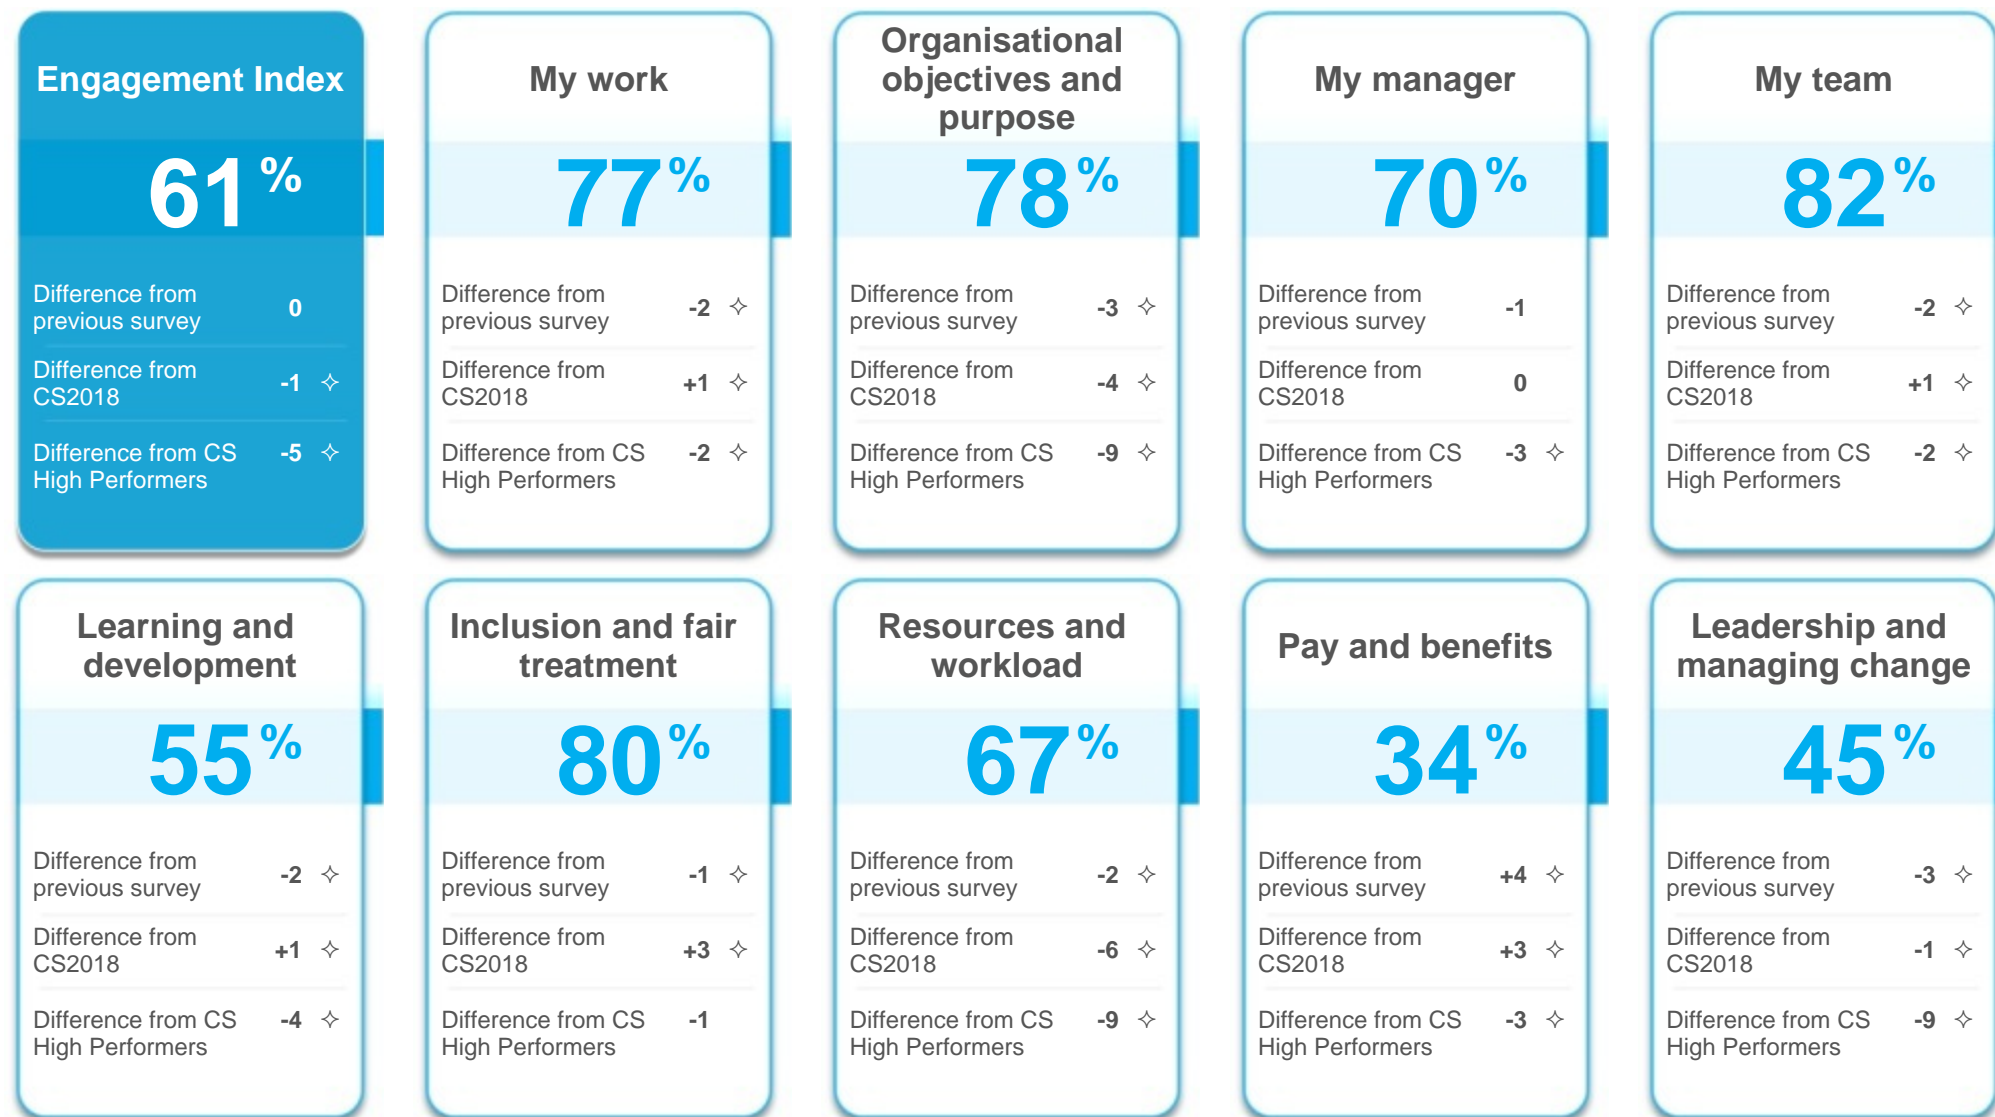 Engagement Index
61%
Difference from
previous survey 0
Difference from
CS2018 -1 ✧
Difference from CS
High Performers -5 ✧
My work
77%
Difference from
previous survey -2 ✧
Difference from
CS2018 +1 ✧
Difference from CS
High Performers -2 ✧
Organisational
objectives and
purpose
78%
Difference from
previous survey -3 ✧
Difference from
CS2018 -4 ✧
Difference from CS
High Performers -9 ✧
My manager
70%
Difference from
previous survey -1
Difference from
CS2018 0
Difference from CS
High Performers -3 ✧
My team
82%
Difference from
previous survey -2 ✧
Difference from
CS2018 +1 ✧
Difference from CS
High Performers -2 ✧
Learning and
development
55%
Difference from
previous survey -2 ✧
Difference from
CS2018 +1 ✧
Difference from CS
High Performers -4 ✧
Inclusion and fair
treatment
80%
Difference from
previous survey -1 ✧
Difference from
CS2018 +3 ✧
Difference from CS
High Performers -1
Resources and
workload
67%
Difference from
previous survey -2 ✧
Difference from
CS2018 -6 ✧
Difference from CS
High Performers -9 ✧
Pay and benefits
34%
Difference from
previous survey +4 ✧
Difference from
CS2018 +3 ✧
Difference from CS
High Performers -3 ✧
Leadership and
managing change
45%
Difference from
previous survey -3 ✧
Difference from
CS2018 -1 ✧
Difference from CS
High Performers -9 ✧